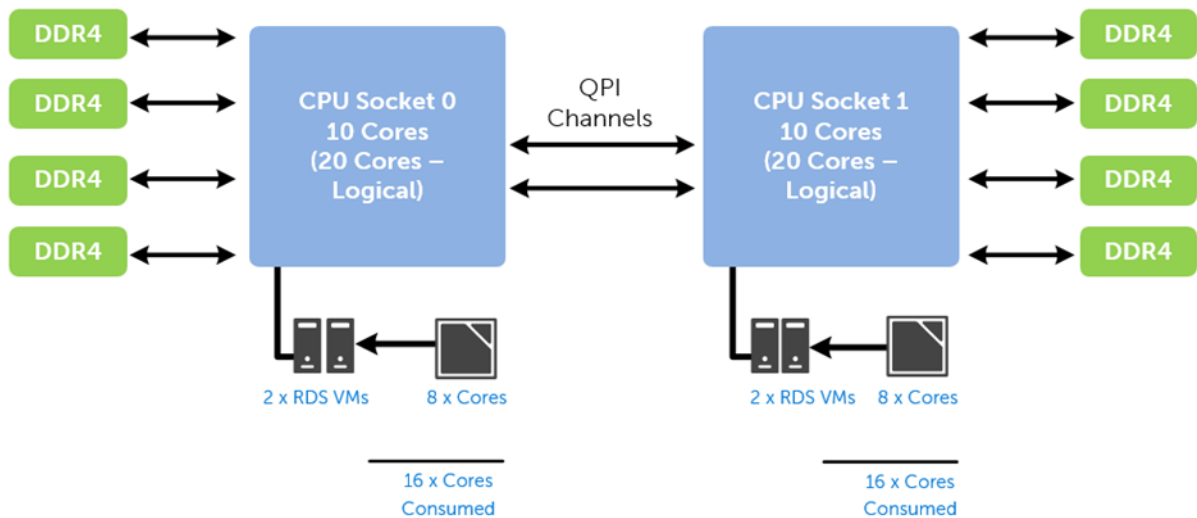 DDR4
DDR4
DDR4
DDR4
CPU Socket 0
10 Cores
(20 Cores –
Logical)
QPI
Channels
CPU Socket 1
10 Cores
(20 Cores –
Logical)
DDR4
DDR4
DDR4
DDR4
2 x RDS VMs
8 x Cores
16 x Cores
Consumed
2 x RDS VMs
8 x Cores
16 x Cores
Consumed